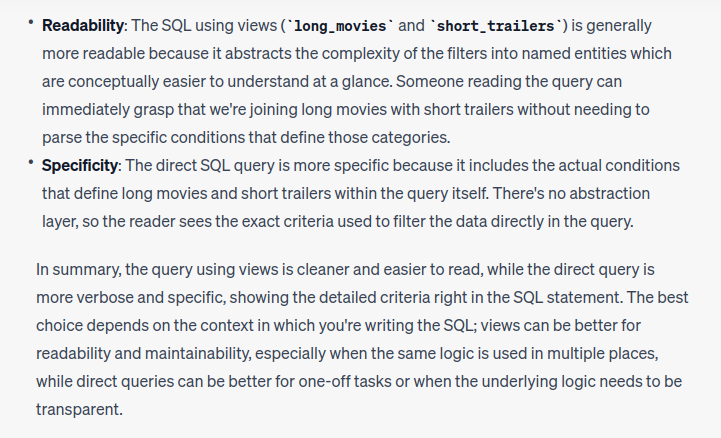 • Readability: The SQL using views (`long_movies` and `short_trailers`) is generally
more readable because it abstracts the complexity of the filters into named entities which
are conceptually easier to understand at a glance. Someone reading the query can
immediately grasp that we're joining long movies with short trailers without needing to
parse the specific conditions that define those categories.
• Specificity: The direct SQL query is more specific because it includes the actual conditions
that define long movies and short trailers within the query itself. There's no abstraction
layer, so the reader sees the exact criteria used to filter the data directly in the query.
In summary, the query using views is cleaner and easier to read, while the direct query is
more verbose and specific, showing the detailed criteria right in the SQL statement. The best
choice depends on the context in which you're writing the SQL; views can be better for
readability and maintainability, especially when the same logic is used in multiple places,
while direct queries can be better for one-off tasks or when the underlying logic needs to be
transparent.